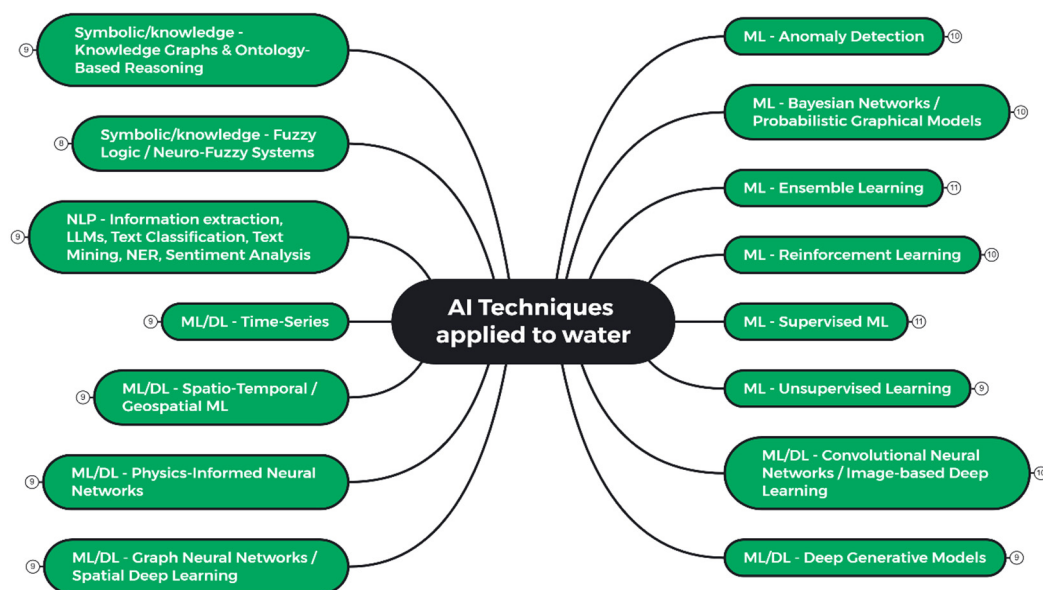 Symbolic/knowledge -
Knowledge Graphs & Ontology-
Based Reasoning
9
Symbolic/knowledge - Fuzzy
Logic / Neuro-Fuzzy Systems
8
NLP - Information extraction,
LLMs, Text Classification, Text
Mining, NER, Sentiment Analysis
9
ML/DL - Time-Series
9
ML/DL - Spatio-Temporal /
Geospatial ML
9
ML/DL - Physics-Informed Neural
Networks
9
ML/DL - Graph Neural Networks /
Spatial Deep Learning
9
AI Techniques
applied to water
ML - Anomaly Detection
10
ML - Bayesian Networks /
Probabilistic Graphical Models
10
ML - Ensemble Learning
11
ML - Reinforcement Learning
10
ML - Supervised ML
11
ML - Unsupervised Learning
9
ML/DL - Convolutional Neural
Networks / Image-based Deep
Learning
10
ML/DL - Deep Generative Models
9